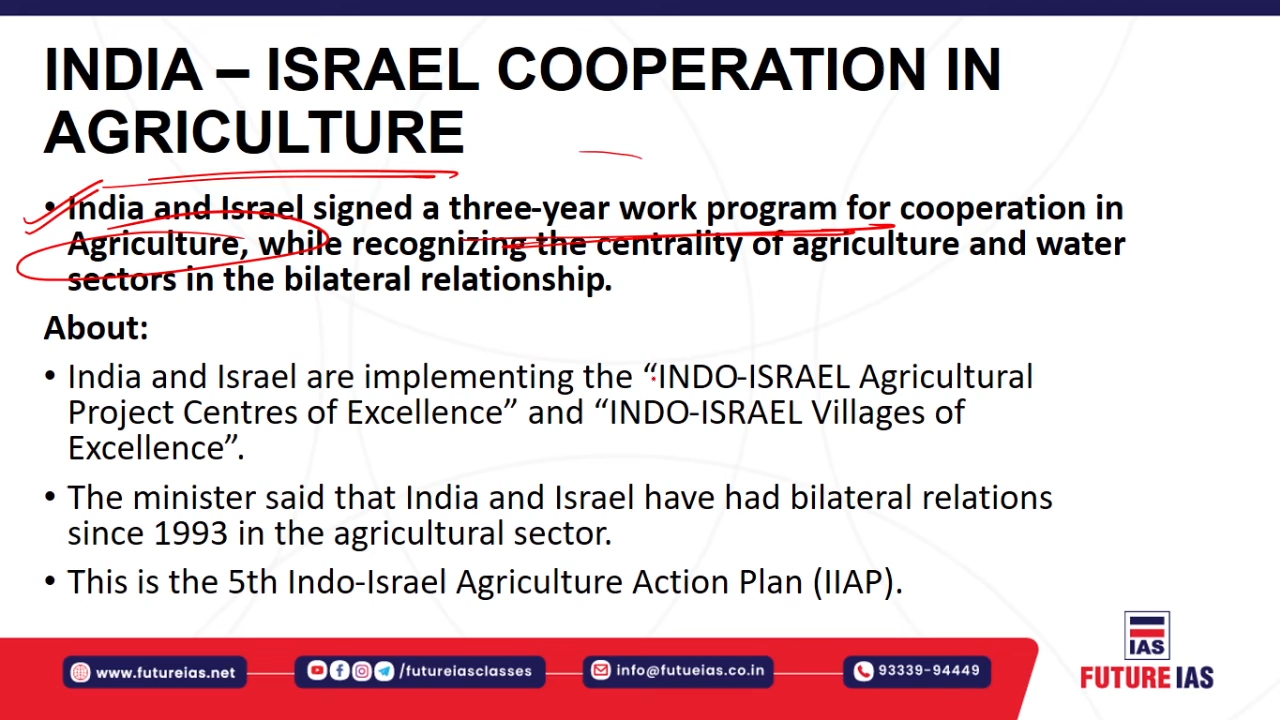 INDIA – ISRAEL COOPERATION IN
AGRICULTURE
• India and Israel signed a three-year work program for cooperation in
Agriculture, while recognizing the centrality of agriculture and water
sectors in the bilateral relationship.
About:
• India and Israel are implementing the “INDO-ISRAEL Agricultural
Project Centres of Excellence” and “INDO-ISRAEL Villages of
Excellence”.
• The minister said that India and Israel have had bilateral relations
since 1993 in the agricultural sector.
• This is the 5th Indo-Israel Agriculture Action Plan (IIAP).
IAS
FUTURE IAS
www.futureias.net
/futureiasclasses
info@futueias.co.in
93339-94449